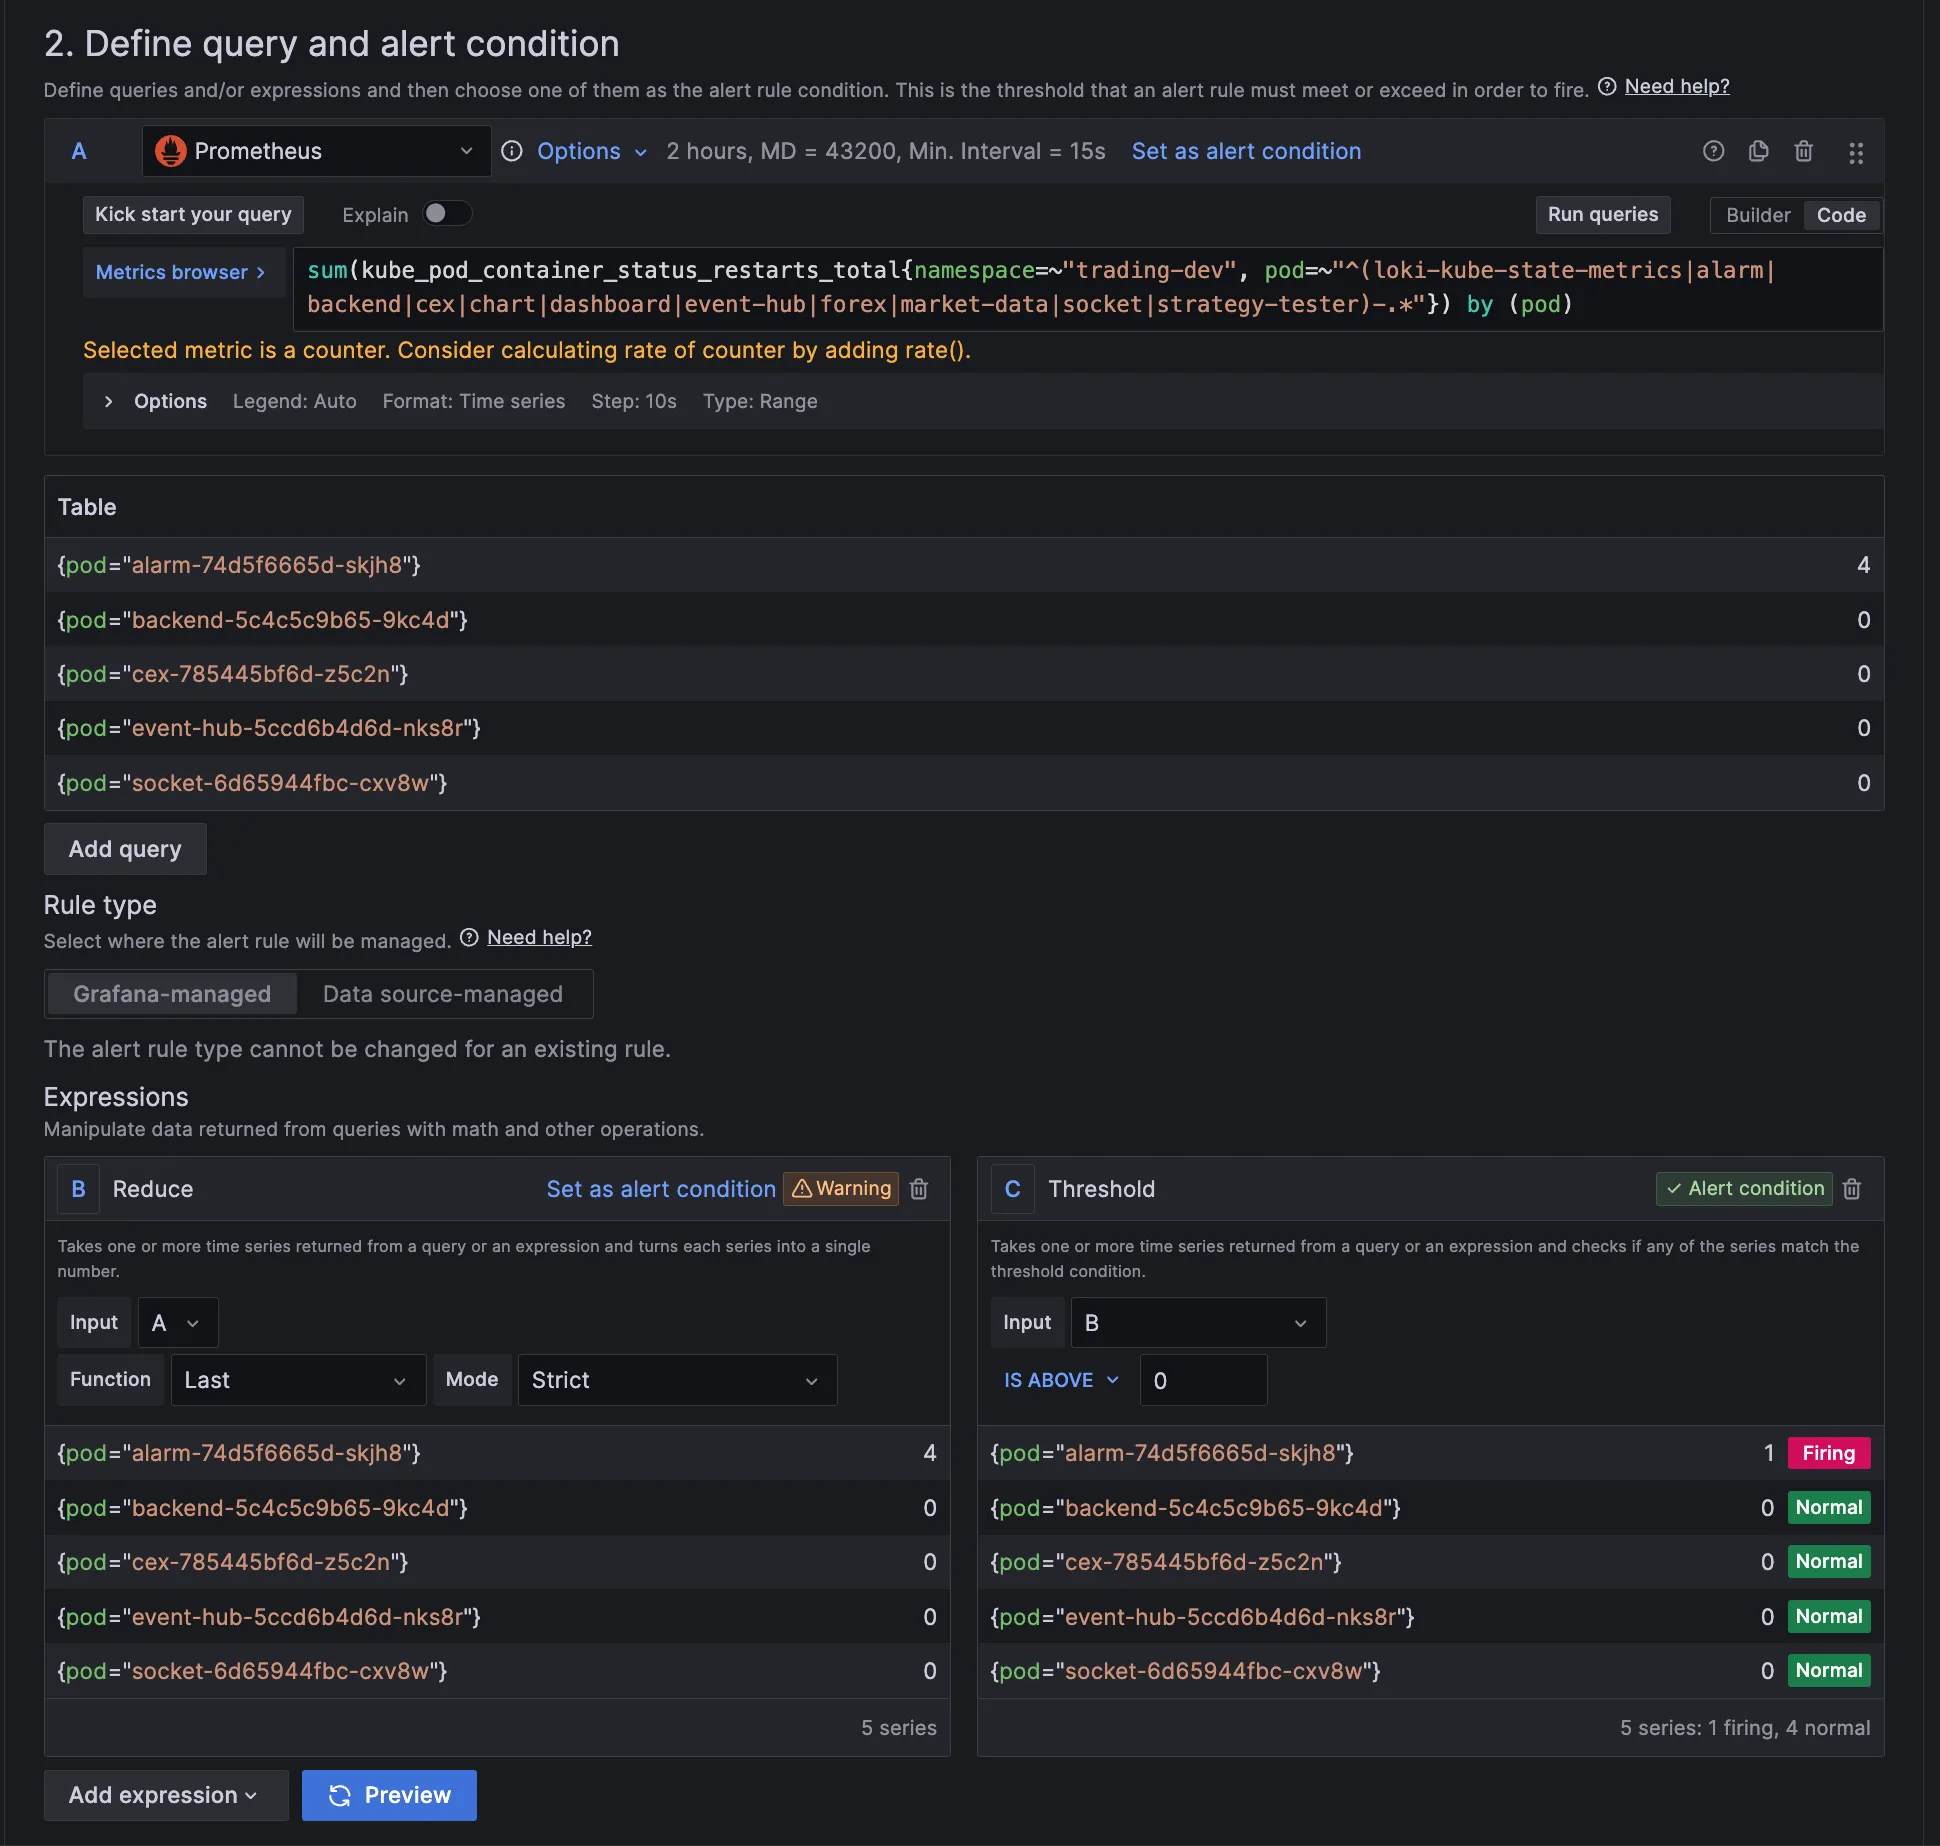 2. Define query and alert condition
Define queries and/or expressions and then choose one of them as the alert rule condition. This is the threshold that an alert rule must meet or exceed in order to fire. Need help?
A Prometheus Options 2 hours, MD = 43200, Min. Interval = 15s Set as alert condition
Kick start your query Explain Run queries Builder Code
Metrics browser > sum(kube_pod_container_status_restarts_total{namespace=~"trading-dev", pod=~"^(loki-kube-state-metrics|alarm|
backend|cex|chart|dashboard|event-hub|forex|market-data|socket|strategy-tester)-.*"}) by (pod)
Selected metric is a counter. Consider calculating rate of counter by adding rate().
> Options Legend: Auto Format: Time series Step: 10s Type: Range
Table
{pod="alarm-74d5f6665d-skjh8"} 4
{pod="backend-5c4c5c9b65-9kc4d"} 0
{pod="cex-785445bf6d-z5c2n"} 0
{pod="event-hub-5ccd6b4d6d-nks8r"} 0
{pod="socket-6d65944fbc-cxv8w"} 0
Add query
Rule type
Select where the alert rule will be managed. Need help?
Grafana-managed Data source-managed
The alert rule type cannot be changed for an existing rule.
Expressions
Manipulate data returned from queries with math and other operations.
B Reduce Set as alert condition Warning
Takes one or more time series returned from a query or an expression and turns each series into a single
number.
Input A
Function Last Mode Strict
{pod="alarm-74d5f6665d-skjh8"} 4
{pod="backend-5c4c5c9b65-9kc4d"} 0
{pod="cex-785445bf6d-z5c2n"} 0
{pod="event-hub-5ccd6b4d6d-nks8r"} 0
{pod="socket-6d65944fbc-cxv8w"} 0
5 series
C Threshold Alert condition
Takes one or more time series returned from a query or an expression and checks if any of the series match the
threshold condition.
Input B
IS ABOVE 0
{pod="alarm-74d5f6665d-skjh8"} 1 Firing
{pod="backend-5c4c5c9b65-9kc4d"} 0 Normal
{pod="cex-785445bf6d-z5c2n"} 0 Normal
{pod="event-hub-5ccd6b4d6d-nks8r"} 0 Normal
{pod="socket-6d65944fbc-cxv8w"} 0 Normal
5 series: 1 firing, 4 normal
Add expression Preview